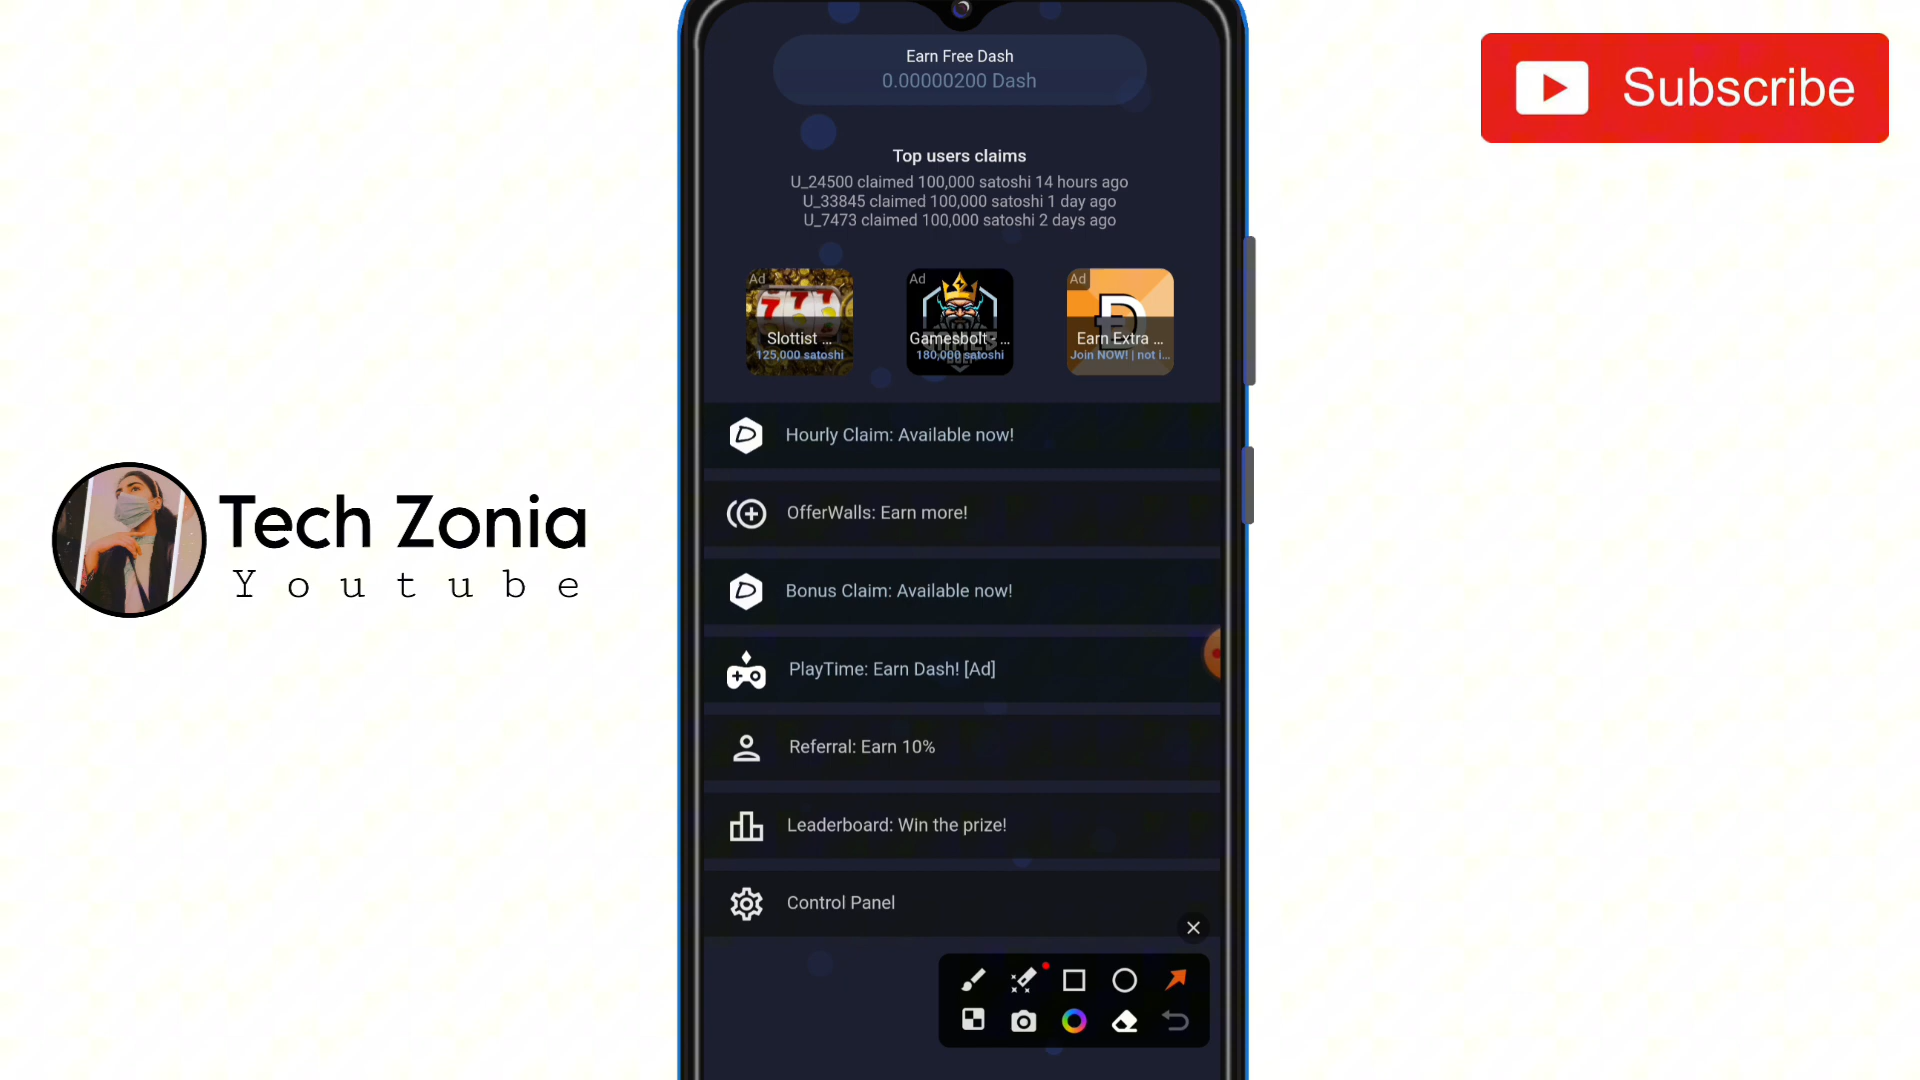 Earn Free Dash
0.00000200 Dash
Subscribe
Top users claims
U_24500 claimed 100,000 satoshi 14 hours ago
U_33845 claimed 100,000 satoshi 1 day ago
U_7473 claimed 100,000 satoshi 2 days ago
Ad
777
Slottist ...
125,000 satoshi
Ad
Gamesbolt - ...
180,000 satoshi
Ad
Earn Extra ...
Join NOW! | not i...
Hourly Claim: Available now!
OfferWalls: Earn more!
Bonus Claim: Available now!
PlayTime: Earn Dash! [Ad]
Referral: Earn 10%
Leaderboard: Win the prize!
Control Panel
Tech Zonia
Youtube